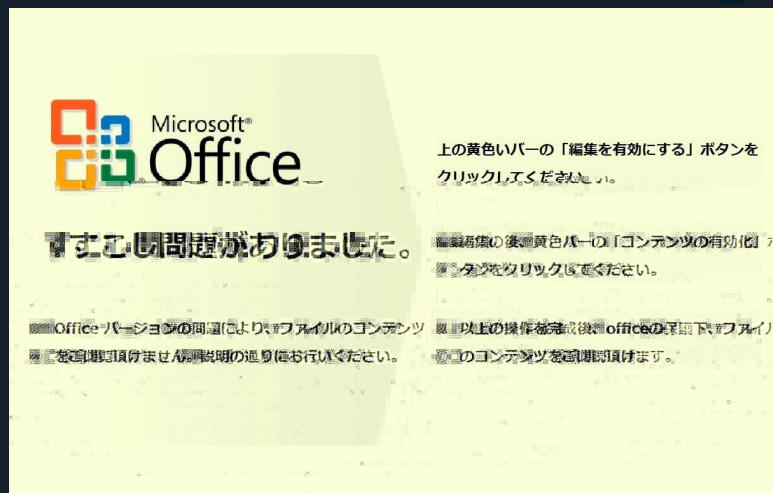 Microsoft®
Office
すこし問題がありました。
Office バージョンの問題により、ファイルのコンテンツ
をご閲覧頂けません。説明の通りにお行いください。
上の黄色いバーの「編集を有効にする」ボタンを
クリックしてください。
編集の後、黄色バーの「コンテンツの有効化」ボ
タンをクリックしてください。
以上の操作を完成後、officeの保護下、ファイル
のコンテンツをご閲覧頂けます。